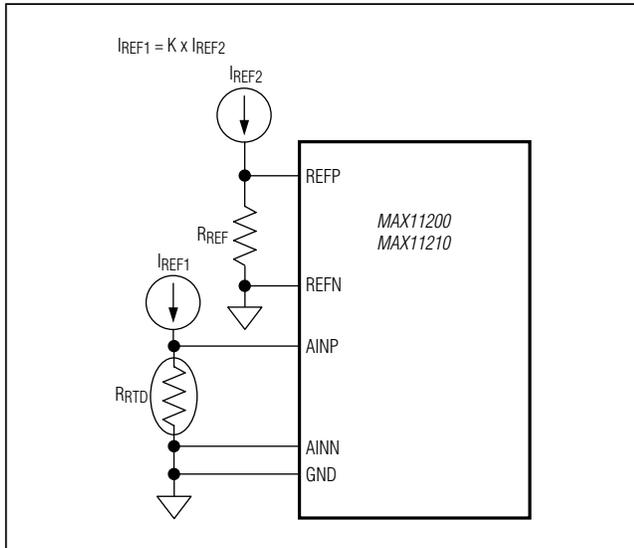 IREF1 = K x IREF2
IREF2
REFP
MAX11200
MAX11210
RREF
IREF1
REFN
AINP
RRTD
AINN
GND